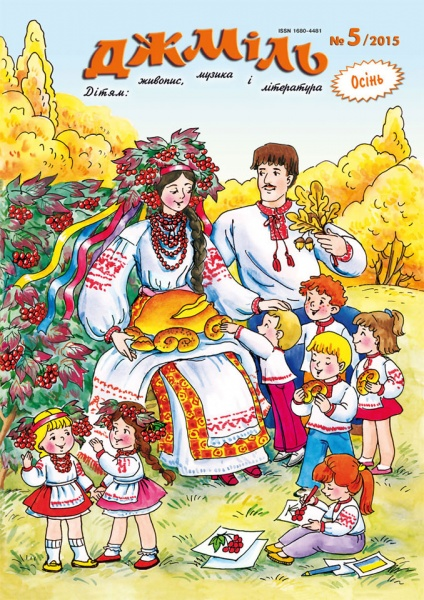 ISSN 1680-4481
джміль
№ 5/2015
Дітям: живопис, музика і література
Осінь